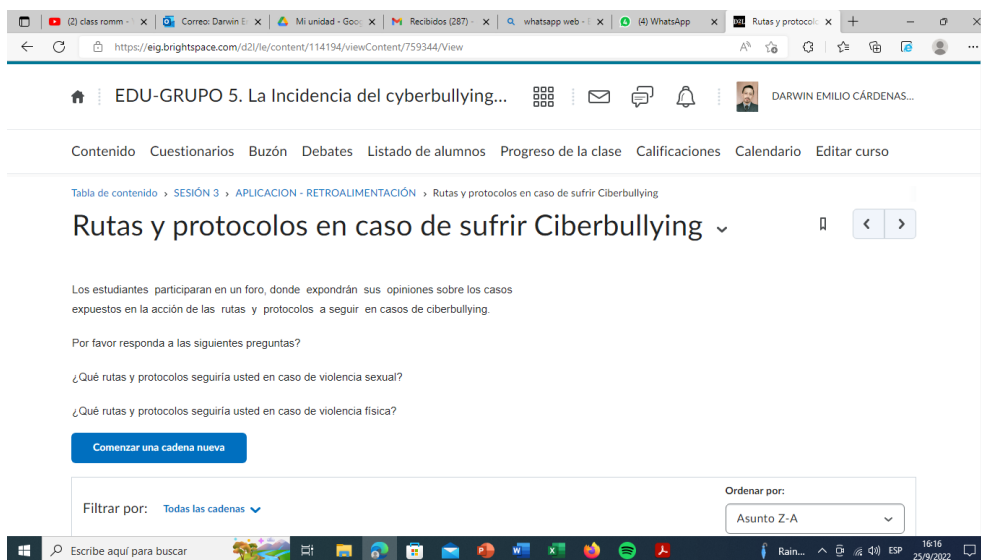 (2) class romm -
Correo: Darwin E
Mi unidad - Goog
Recibidos (287) -
whatsapp web -
(4) WhatsApp
Rutas y protocol
https://eig.brightspace.com/d2l/le/content/114194/viewContent/759344/View
EDU-GRUPO 5. La Incidencia del cyberbullying...
DARWIN EMILIO CÁRDENAS...
Contenido Cuestionarios Buzón Debates Listado de alumnos Progreso de la clase Calificaciones Calendario Editar curso
Tabla de contenido › SESIÓN 3 › APLICACION - RETROALIMENTACIÓN › Rutas y protocolos en caso de sufrir Ciberbullying
Rutas y protocolos en caso de sufrir Ciberbullying
Los estudiantes participaran en un foro, donde expondrán sus opiniones sobre los casos
expuestos en la acción de las rutas y protocolos a seguir en casos de ciberbullying.
Por favor responda a las siguientes preguntas?
¿Qué rutas y protocolos seguiría usted en caso de violencia sexual?
¿Qué rutas y protocolos seguiría usted en caso de violencia física?
Comenzar una cadena nueva
Filtrar por: Todas las cadenas
Ordenar por:
Asunto Z-A
Escribe aquí para buscar
Rain...
ESP
16:16
25/9/2022